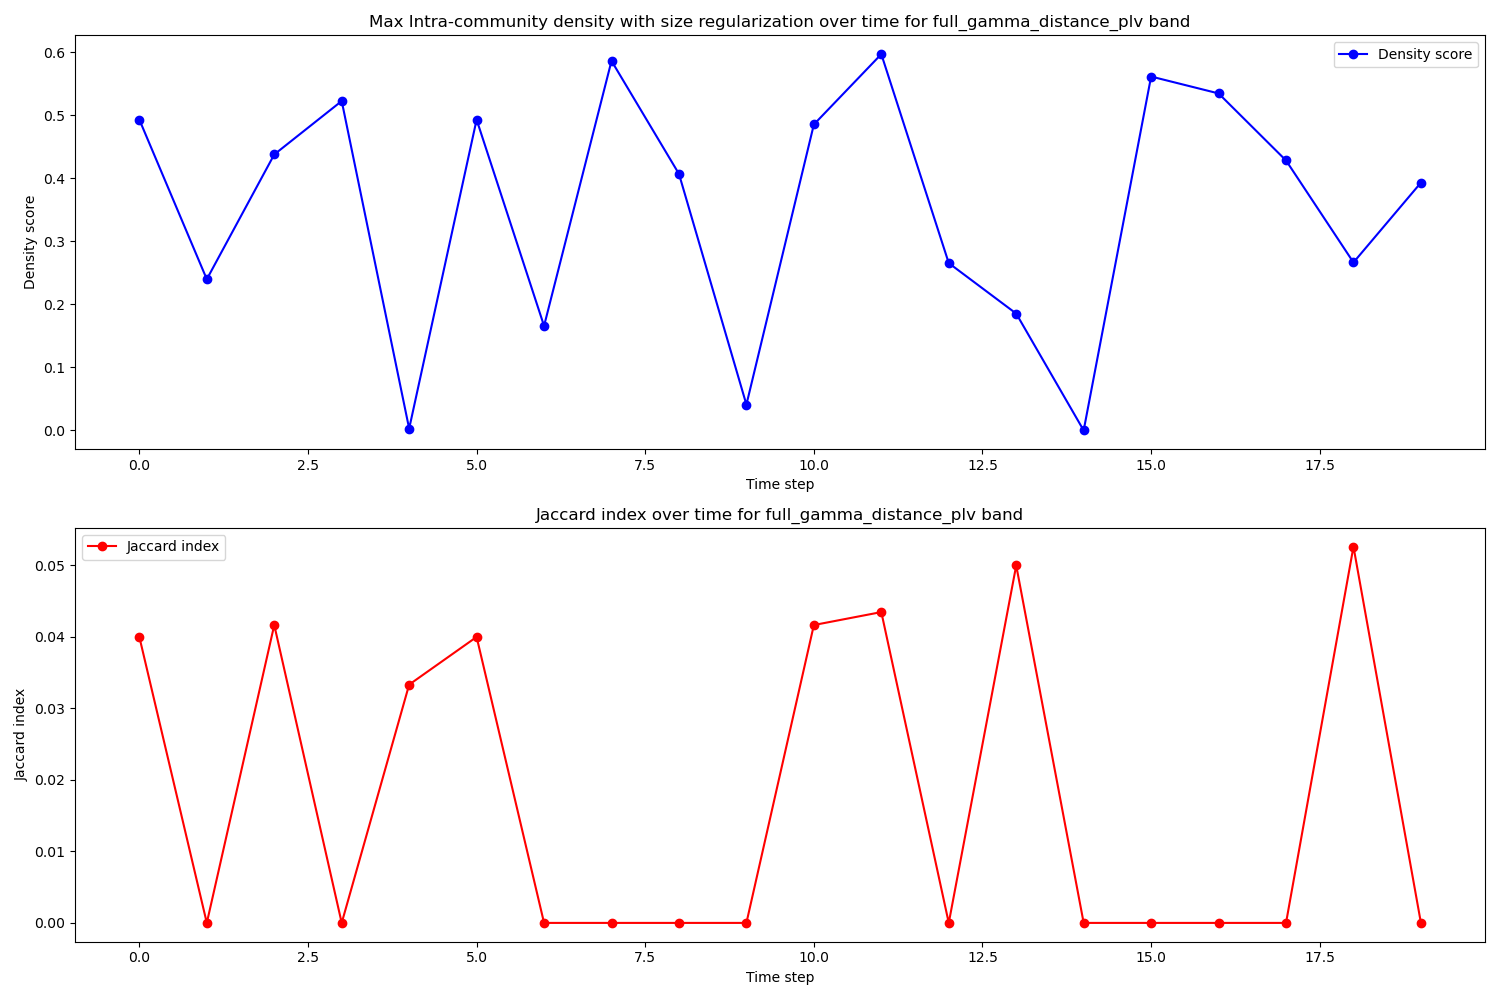 Max Intra-community density with size regularization over time for full_gamma_distance_plv band
Density score
Density score
0.6
0.5
0.4
0.3
0.2
0.1
0.0
0.0 2.5 5.0 7.5 10.0 12.5 15.0 17.5
Time step
Jaccard index over time for full_gamma_distance_plv band
Jaccard index
Jaccard index
0.05
0.04
0.03
0.02
0.01
0.00
0.0 2.5 5.0 7.5 10.0 12.5 15.0 17.5
Time step